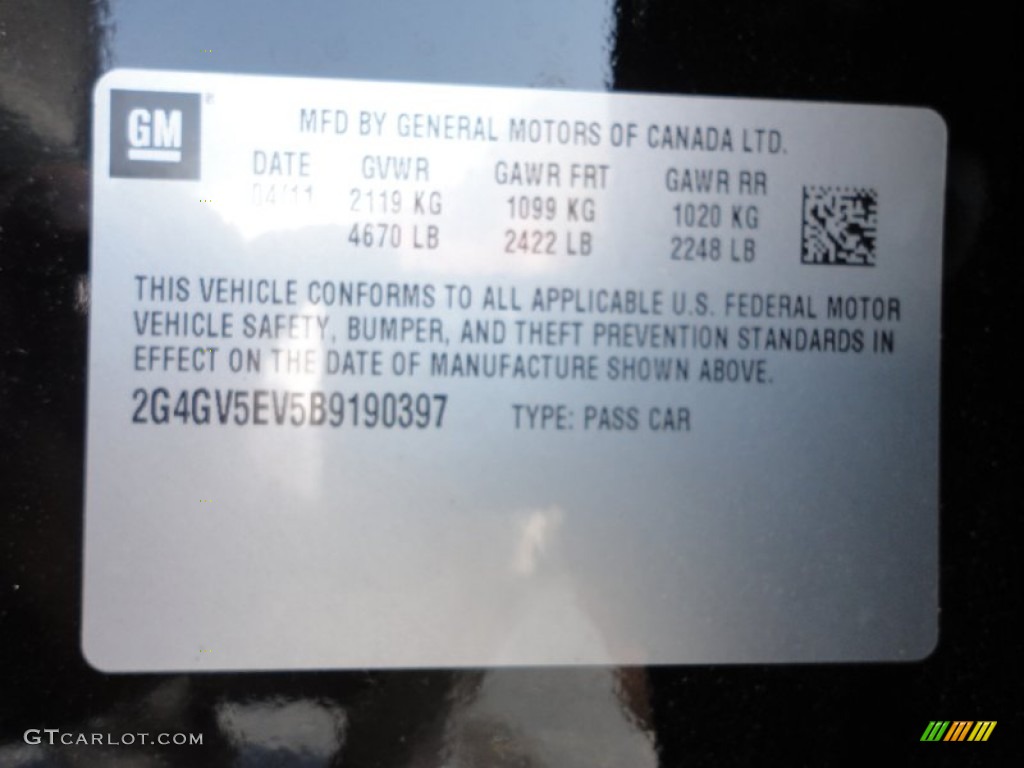 GM®
MFD BY GENERAL MOTORS OF CANADA LTD.
DATE GVWR GAWR FRT GAWR RR
04/11 2119 KG 1099 KG 1020 KG
4670 LB 2422 LB 2248 LB
THIS VEHICLE CONFORMS TO ALL APPLICABLE U.S. FEDERAL MOTOR
VEHICLE SAFETY, BUMPER, AND THEFT PREVENTION STANDARDS IN
EFFECT ON THE DATE OF MANUFACTURE SHOWN ABOVE.
2G4GV5EV5B9190397 TYPE: PASS CAR
GTCARLOT.COM